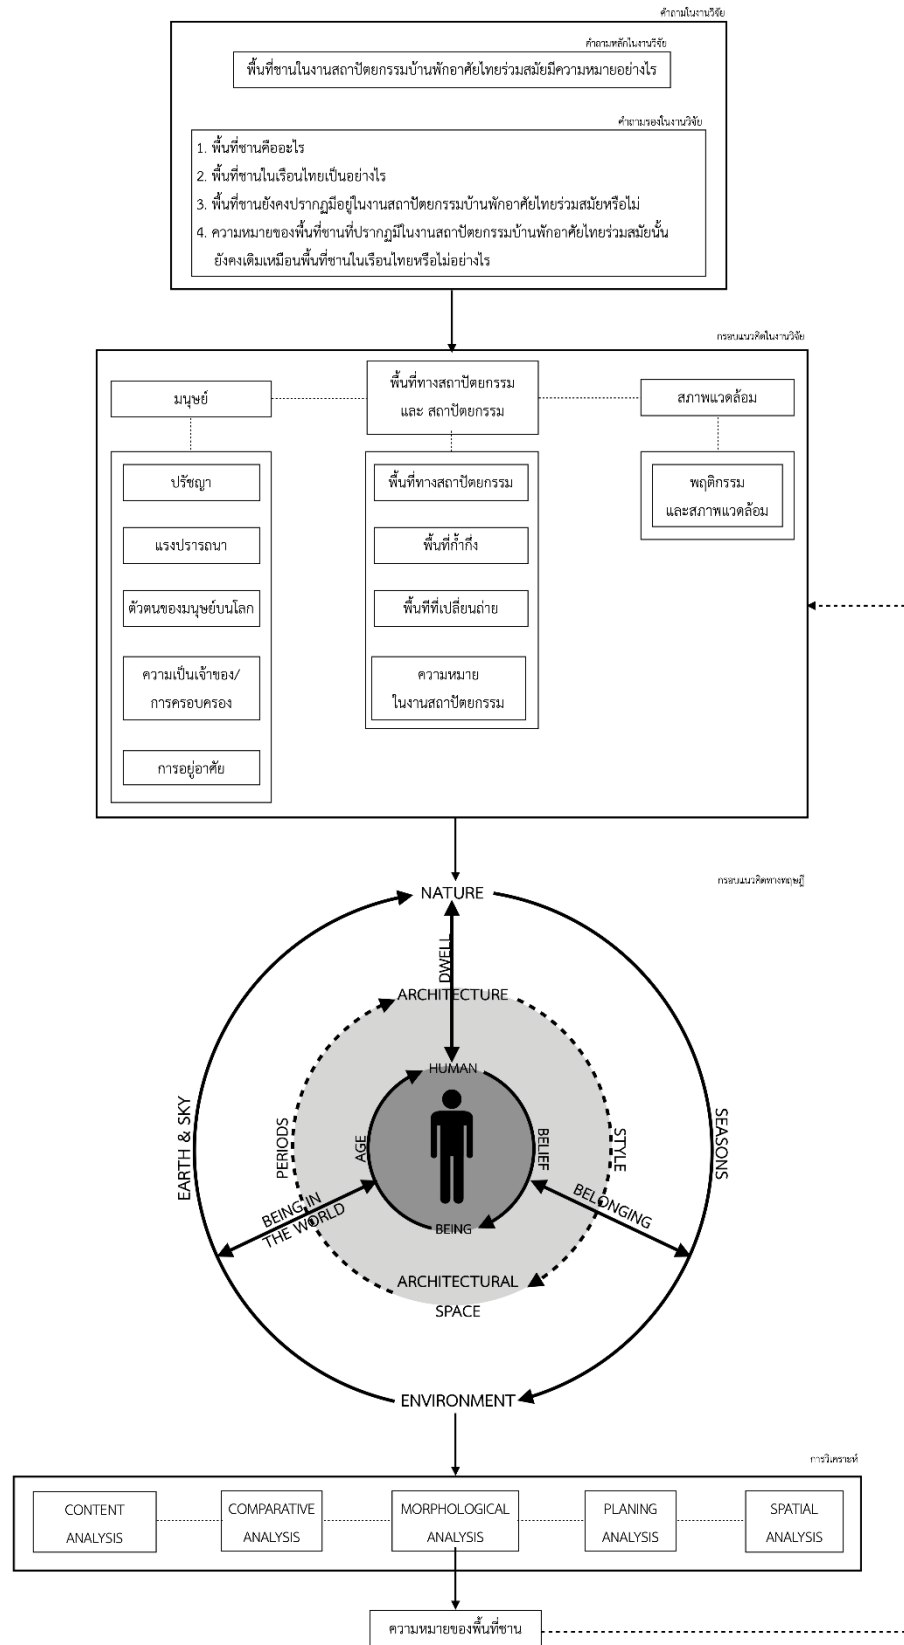 คำถามในงานวิจัย
คำถามหลักในงานวิจัย
พื้นที่ชานในงานสถาปัตยกรรมบ้านพักอาศัยไทยร่วมสมัยมีความหมายอย่างไร
คำถามรองในงานวิจัย
1. พื้นที่ชานคืออะไร
2. พื้นที่ชานในเรือนไทยเป็นอย่างไร
3. พื้นที่ชานยังคงปรากฏมีอยู่ในงานสถาปัตยกรรมบ้านพักอาศัยไทยร่วมสมัยหรือไม่
4. ความหมายของพื้นที่ชานที่ปรากฏมีในงานสถาปัตยกรรมบ้านพักอาศัยไทยร่วมสมัยนั้น
ยังคงเดิมเหมือนพื้นที่ชานในเรือนไทยหรือไม่อย่างไร
กรอบแนวคิดในงานวิจัย
มนุษย์
ปรัชญา
แรงปรารถนา
ตัวตนของมนุษย์บนโลก
ความเป็นเจ้าของ/
การครอบครอง
การอยู่อาศัย
พื้นที่ทางสถาปัตยกรรม
และ สถาปัตยกรรม
พื้นที่ทางสถาปัตยกรรม
พื้นที่ก้ำกึ่ง
พื้นทีที่เปลี่ยนถ่าย
ความหมาย
ในงานสถาปัตยกรรม
สภาพแวดล้อม
พฤติกรรม
และสภาพแวดล้อม
กรอบแนวคิดทางทฤษฎี
NATURE
DWELL
ARCHITECTURE
HUMAN
EARTH & SKY
PERIODS
AGE
BELIEF
STYLE
SEASONS
BEING IN
THE WORLD
BELONGING
BEING
ARCHITECTURAL
SPACE
ENVIRONMENT
การวิเคราะห์
CONTENT
ANALYSIS
COMPARATIVE
ANALYSIS
MORPHOLOGICAL
ANALYSIS
PLANING
ANALYSIS
SPATIAL
ANALYSIS
ความหมายของพื้นที่ชาน